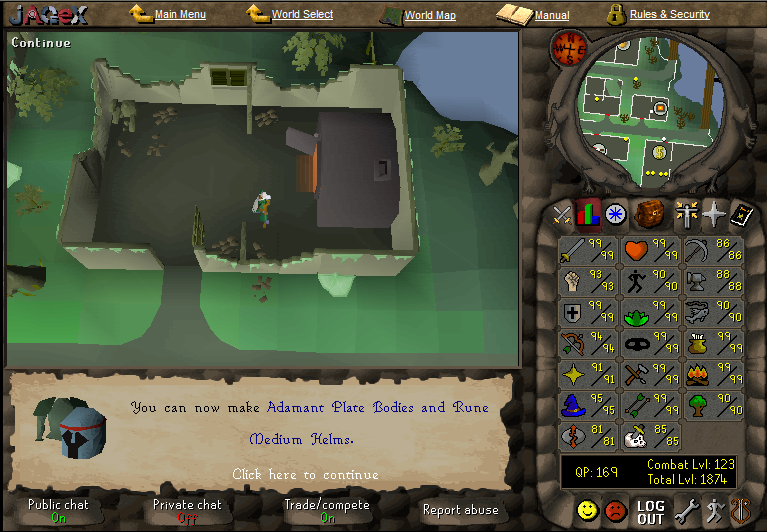 JAGEX
Main Menu
World Select
World Map
Manual
Rules & Security
Continue
N
W E
S
99/99 99/99 86/86
93/93 90/90 88/88
99/99 99/99 90/90
94/94 99/99 99/99
91/91 99/99 99/99
95/95 99/99 90/90
81/81 85/85
QP: 169
Combat Lvl: 123
Total Lvl: 1874
You can now make Adamant Plate Bodies and Rune
Medium Helms.
Click here to continue
Public chat
On
Private chat
Off
Trade/compete
On
Report abuse
LOG
OUT